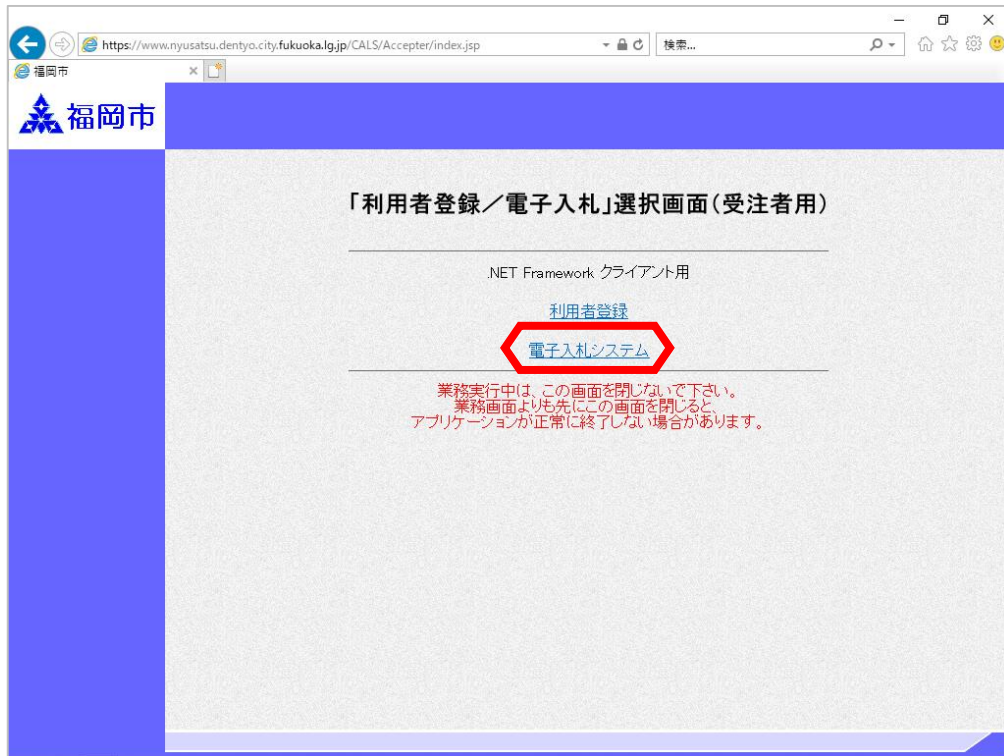 https://www.nyusatsu.dentyo.city.fukuoka.lg.jp/CALS/Accepter/index.jsp
検索...
福岡市
福岡市
「利用者登録／電子入札」選択画面(受注者用)
.NET Framework クライアント用
利用者登録
電子入札システム
業務実行中は、この画面を閉じないで下さい。
業務画面よりも先にこの画面を閉じると、
アプリケーションが正常に終了しない場合があります。